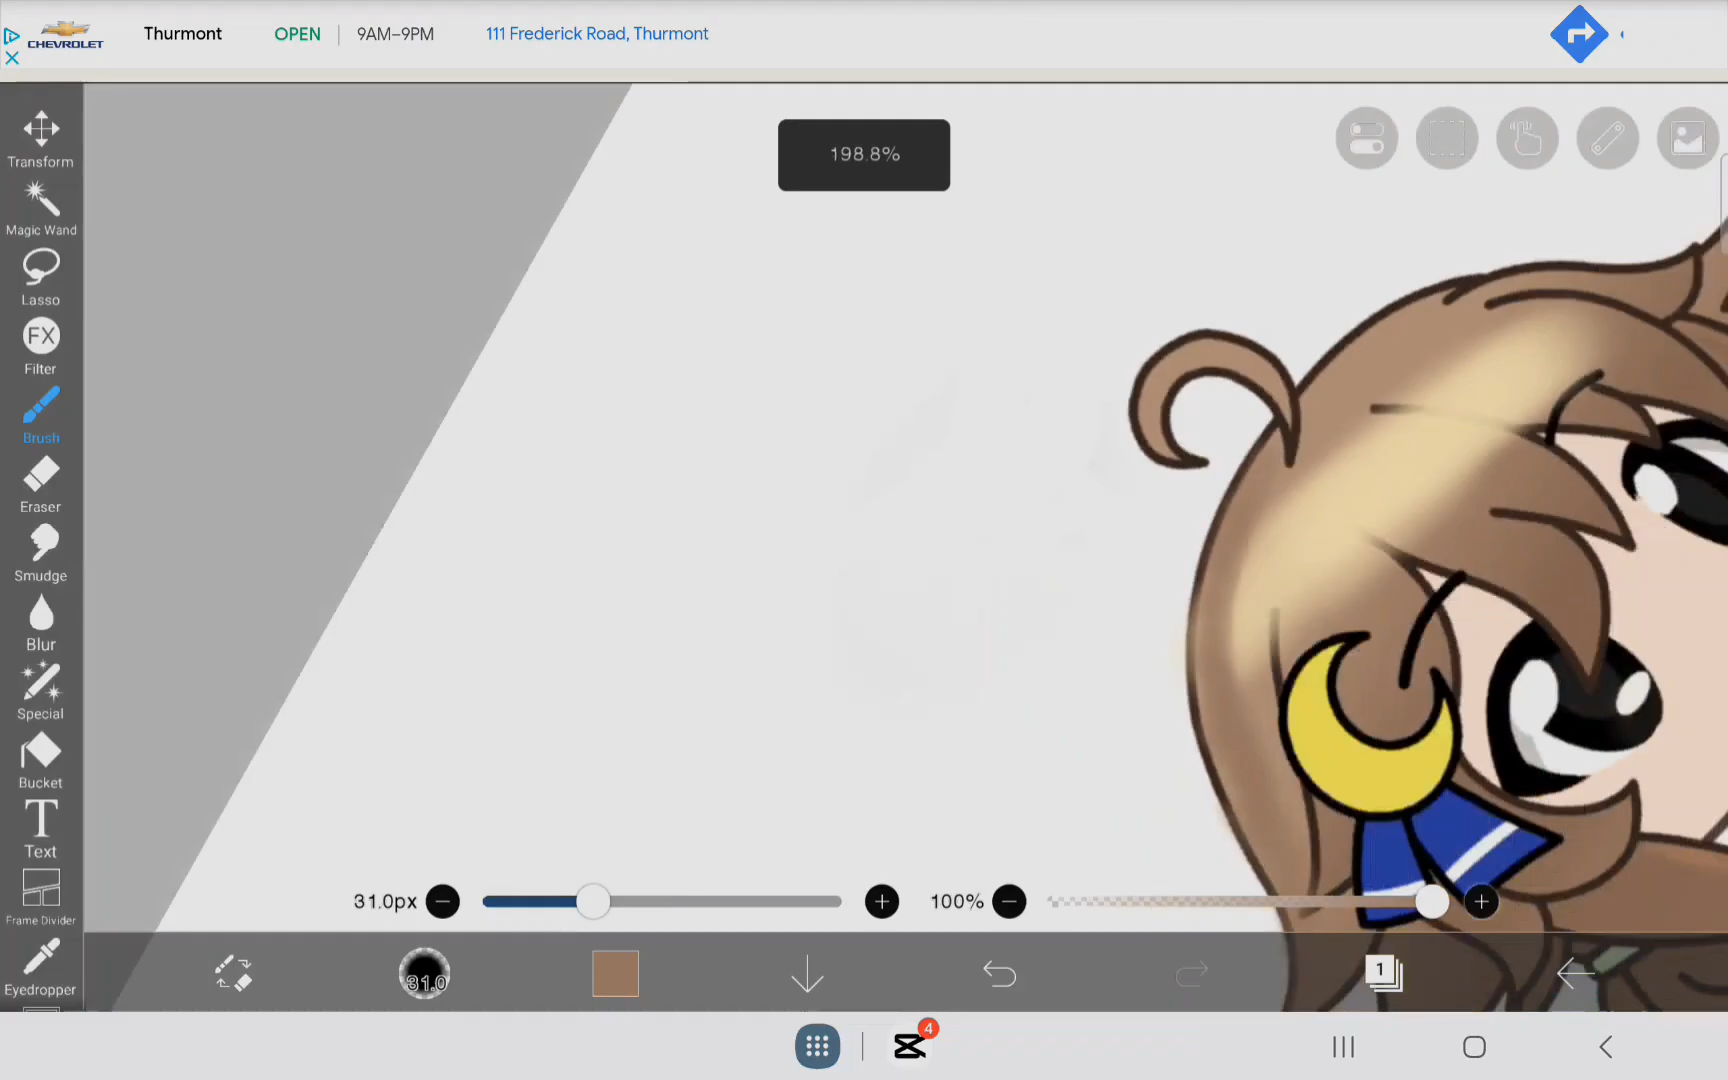 CHEVROLET
Thurmont
OPEN
9AM–9PM
111 Frederick Road, Thurmont
198.8%
Transform
Magic Wand
Lasso
FX
Filter
Brush
Eraser
Smudge
Blur
Special
Bucket
T
Text
Frame Divider
Eyedropper
31.0px
100%
31.0
1
4